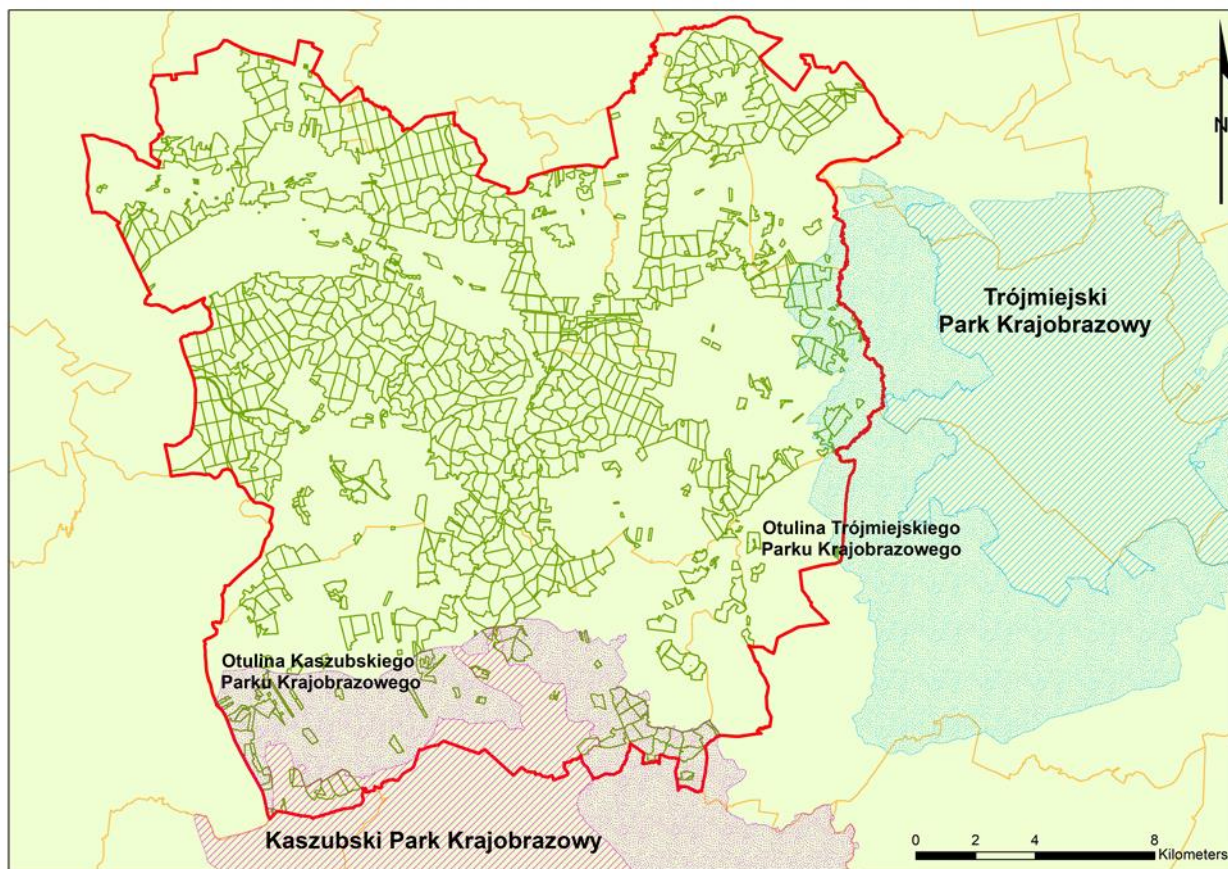 N
Trójmiejski
Park Krajobrazowy
Otulina Trójmiejskiego
Parku Krajobrazowego
Otulina Kaszubskiego
Parku Krajobrazowego
Kaszubski Park Krajobrazowy
0 2 4 8
Kilometers